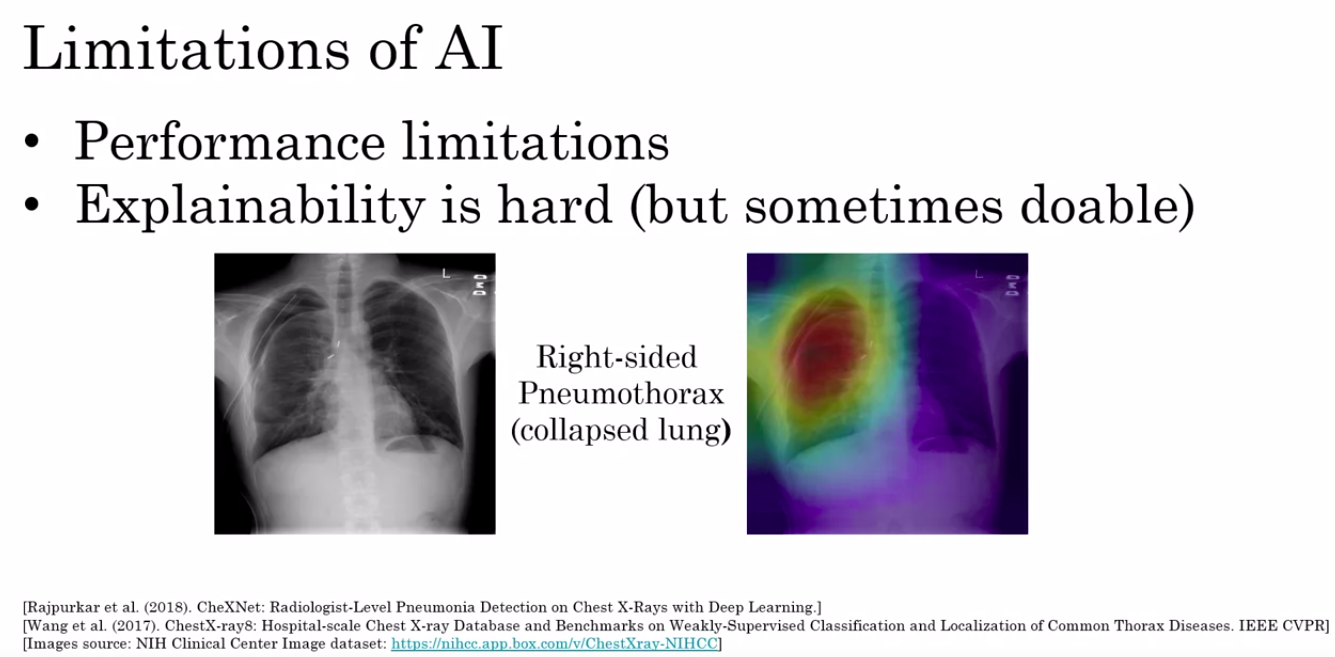 Limitations of AI
• Performance limitations
• Explainability is hard (but sometimes doable)
L
Right-sided
Pneumothorax
(collapsed lung)
L
[Rajpurkar et al. (2018). CheXNet: Radiologist-Level Pneumonia Detection on Chest X-Rays with Deep Learning.]
[Wang et al. (2017). ChestX-ray8: Hospital-scale Chest X-ray Database and Benchmarks on Weakly-Supervised Classification and Localization of Common Thorax Diseases. IEEE CVPR]
[Images source: NIH Clinical Center Image dataset: https://nihcc.app.box.com/v/ChestXray-NIHCC]